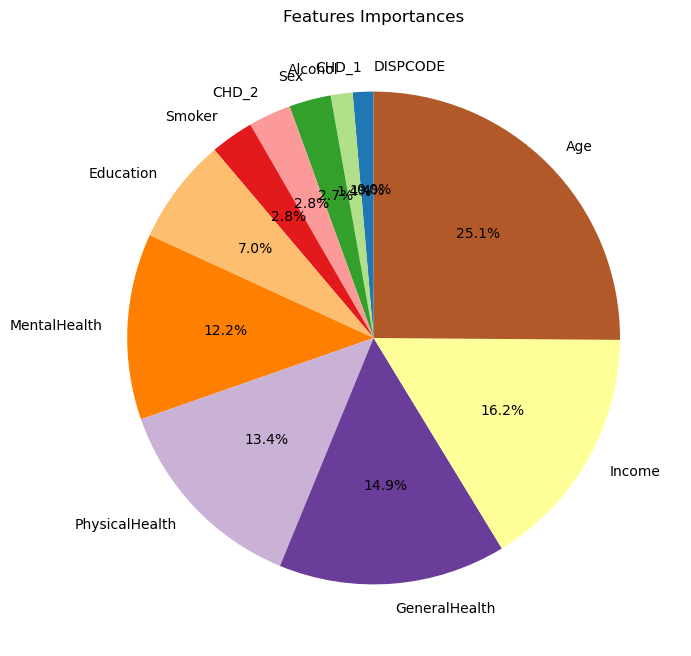 Features Importances
DISPCODE
CHD_1
Alcohol
Sex
CHD_2
Smoker
Education
MentalHealth
PhysicalHealth
GeneralHealth
Income
Age
2.7%
2.8%
2.8%
7.0%
12.2%
13.4%
14.9%
16.2%
25.1%